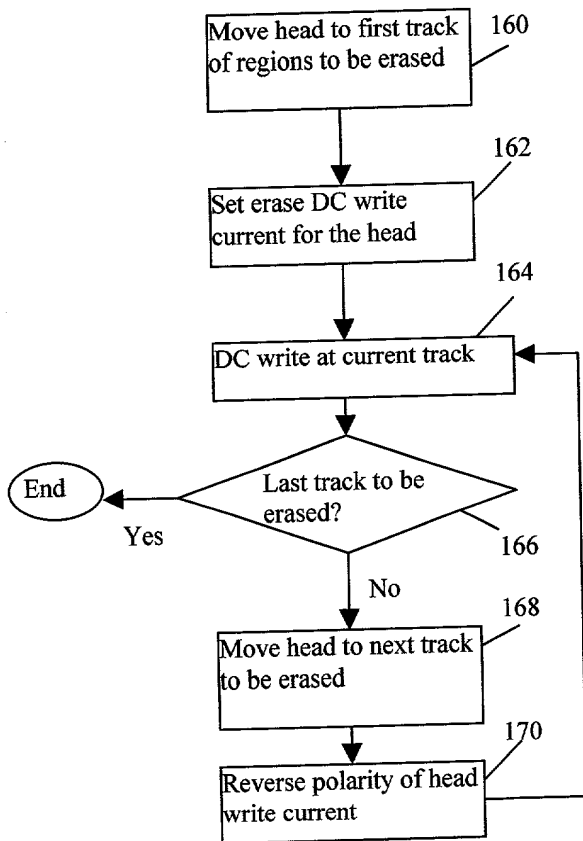 Move head to first track
of regions to be erased
160
162
Set erase DC write
current for the head
164
DC write at current track
Last track to be
erased?
End
Yes
166
No
168
Move head to next track
to be erased
170
Reverse polarity of head
write current